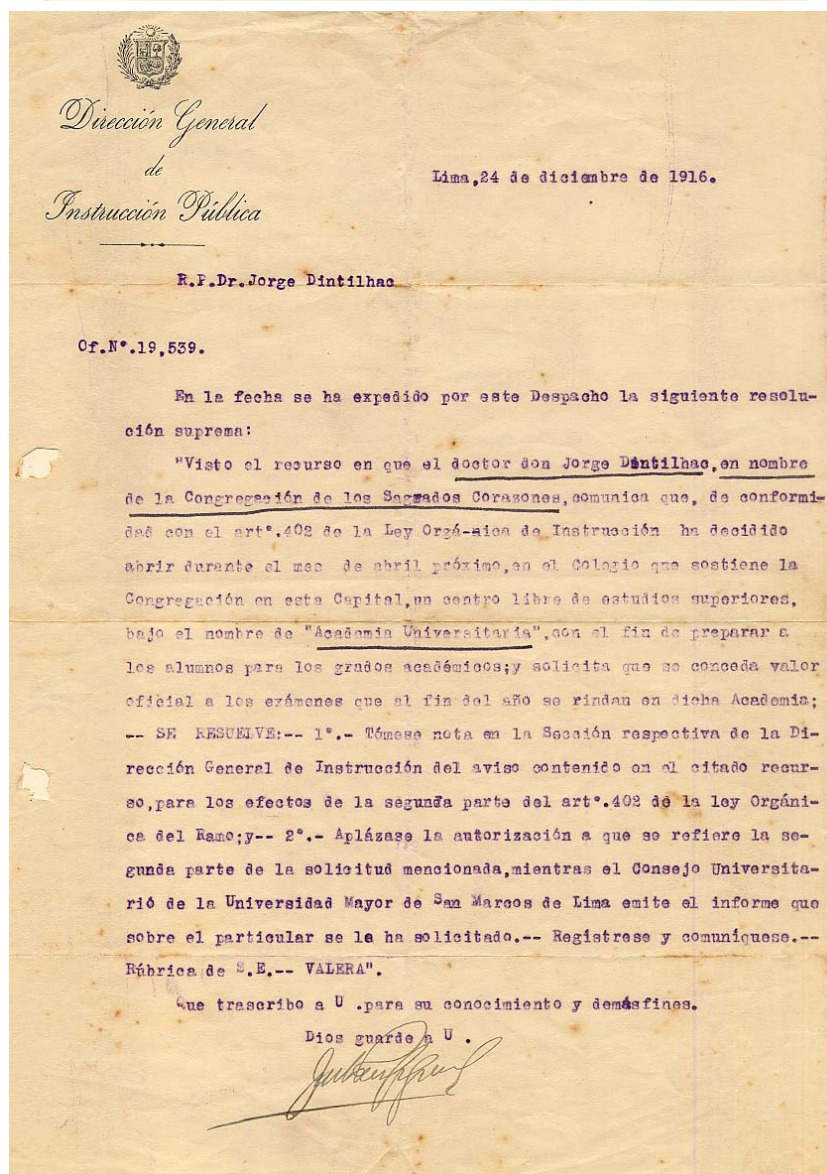 Dirección General
de
Instrucción Pública
Lima,24 de diciembre de 1916.
R.P.Dr.Jorge Dintilhac
Of.Nº.19,539.
En la fecha se ha expedido por este Despacho la siguiente resolu-
ción suprema:
"Visto el recurso en que el doctor don Jorge Dintilhac,en nombre
de la Congregación de los Sagrados Corazones,comunica que, de conformi-
dad con el artº.402 de la Ley Orgá-nica de Instrucción ha decidido
abrir durante el mes de abril próximo,en el Colegio que sostiene la
Congregación en esta Capital,un centro libre de estudios superiores,
bajo el nombre de "Academia Universitaria",con el fin de preparar a
los alumnos para los grados académicos;y solicita que se conceda valor
oficial a los exámenes que al fin del año se rindan en dicha Academia;
-- SE RESUELVE:-- 1º.- Tómese nota en la Sección respectiva de la Di-
rección General de Instrucción del aviso contenido en el citado recur-
so,para los efectos de la segunda parte del artº.402 de la ley Orgáni-
ca del Ramo;y-- 2º.- Aplázase la autorización a que se refiere la se-
gunda parte de la solicitud mencionada,mientras el Consejo Universita-
rió de la Universidad Mayor de San Marcos de Lima emite el informe que
sobre el particular se le ha solicitado.-- Regístrese y comuníquese.--
Rúbrica de S.E.-- VALERA".
Que trascribo a U .para su conocimiento y demásfines.
Dios guarde a U .